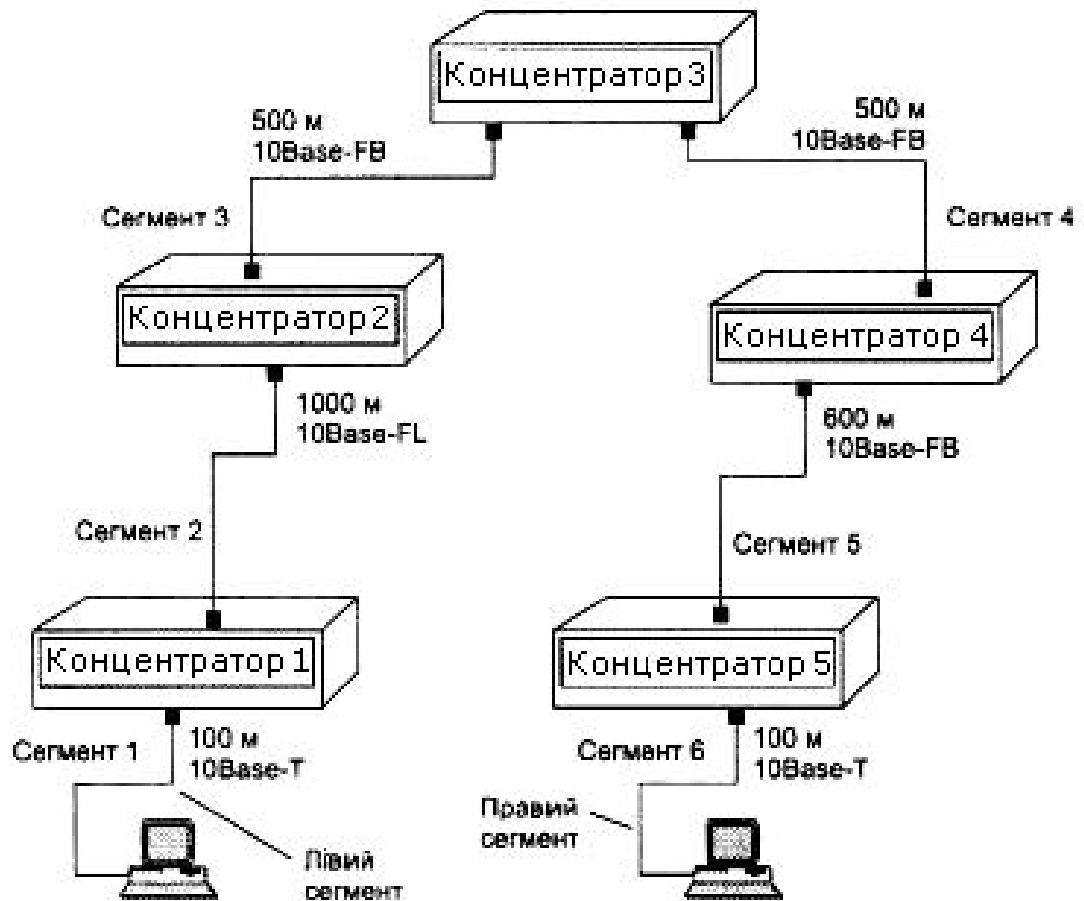 Концентратор 3
500 м
10Base-FB
500 м
10Base-FB
Сегмент 3
Сегмент 4
Концентратор 2
Концентратор 4
1000 м
10Base-FL
600 м
10Base-FB
Сегмент 2
Сегмент 5
Концентратор 1
Концентратор 5
Сегмент 1
100 м
10Base-T
Сегмент 6
100 м
10Base-T
Правий
сегмент
Лівий
сегмент